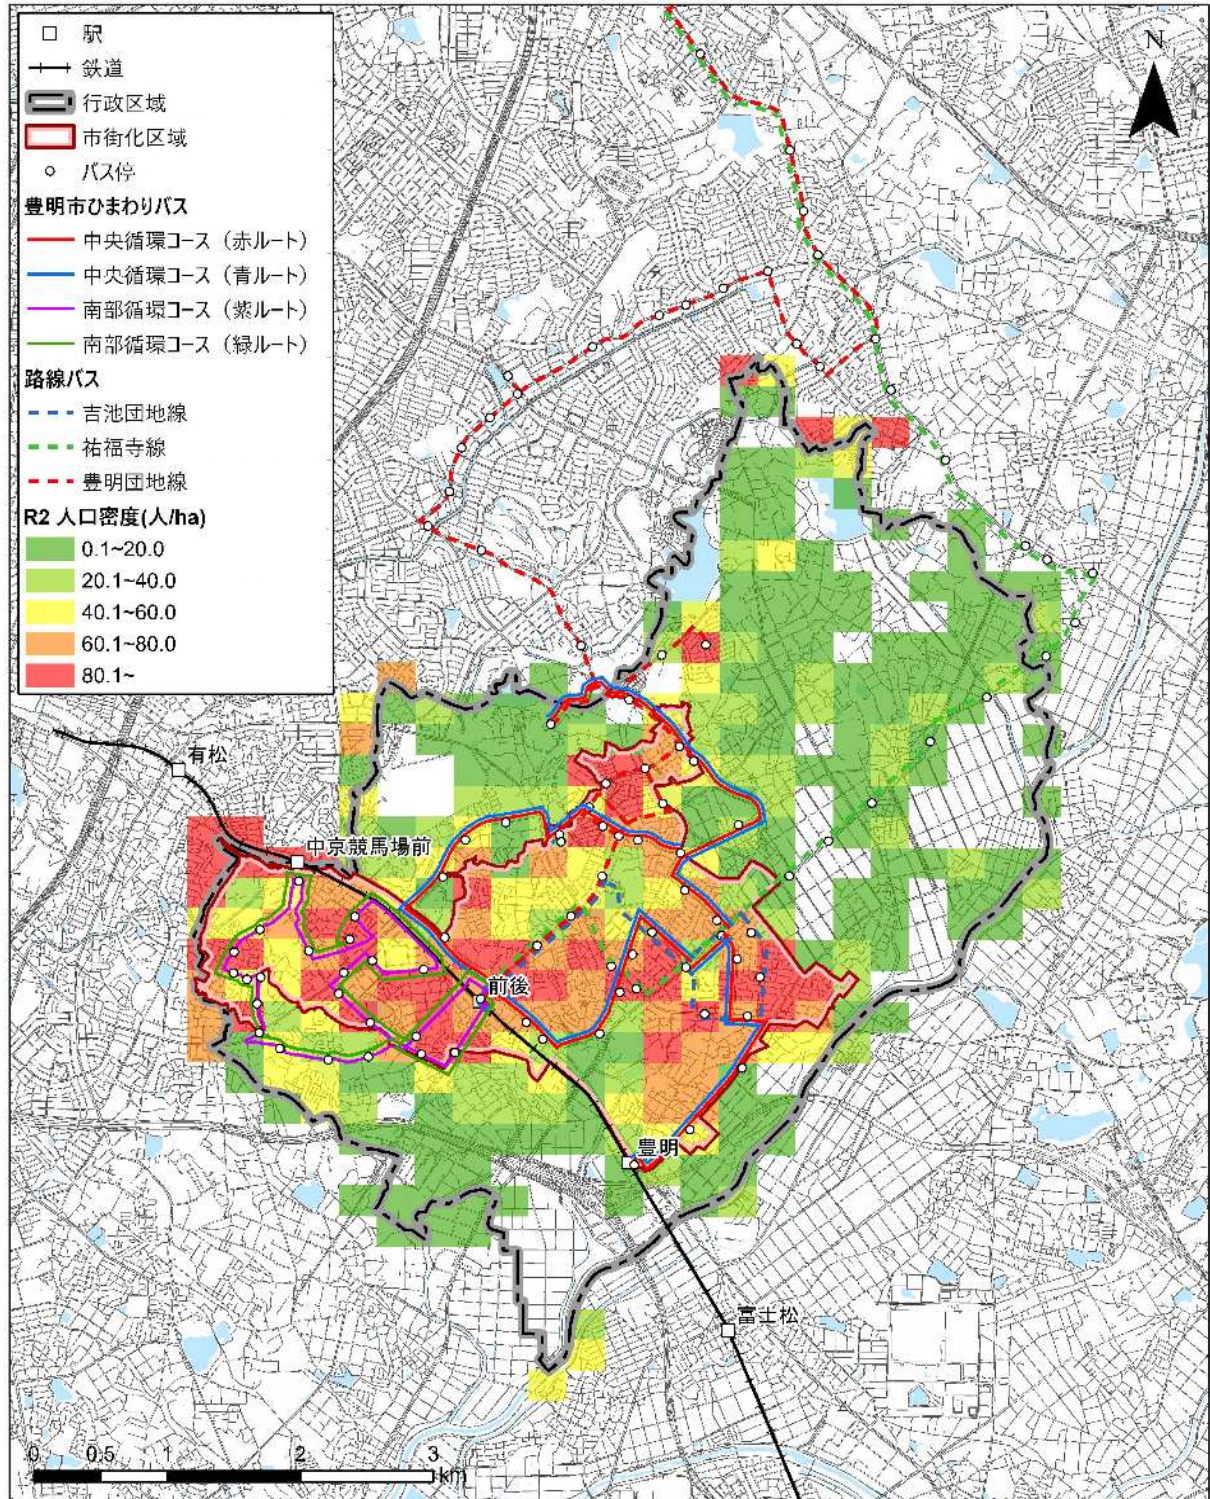 駅
鉄道
行政区域
市街化区域
バス停
豊明市ひまわりバス
中央循環コース（赤ルート）
中央循環コース（青ルート）
南部循環コース（紫ルート）
南部循環コース（緑ルート）
路線バス
吉池団地線
祐福寺線
豊明団地線
R2 人口密度(人/ha)
0.1~20.0
20.1~40.0
40.1~60.0
60.1~80.0
80.1~
N
有松
中京競馬場前
前後
豊明
富士松
0 0.5 1 2 3
km